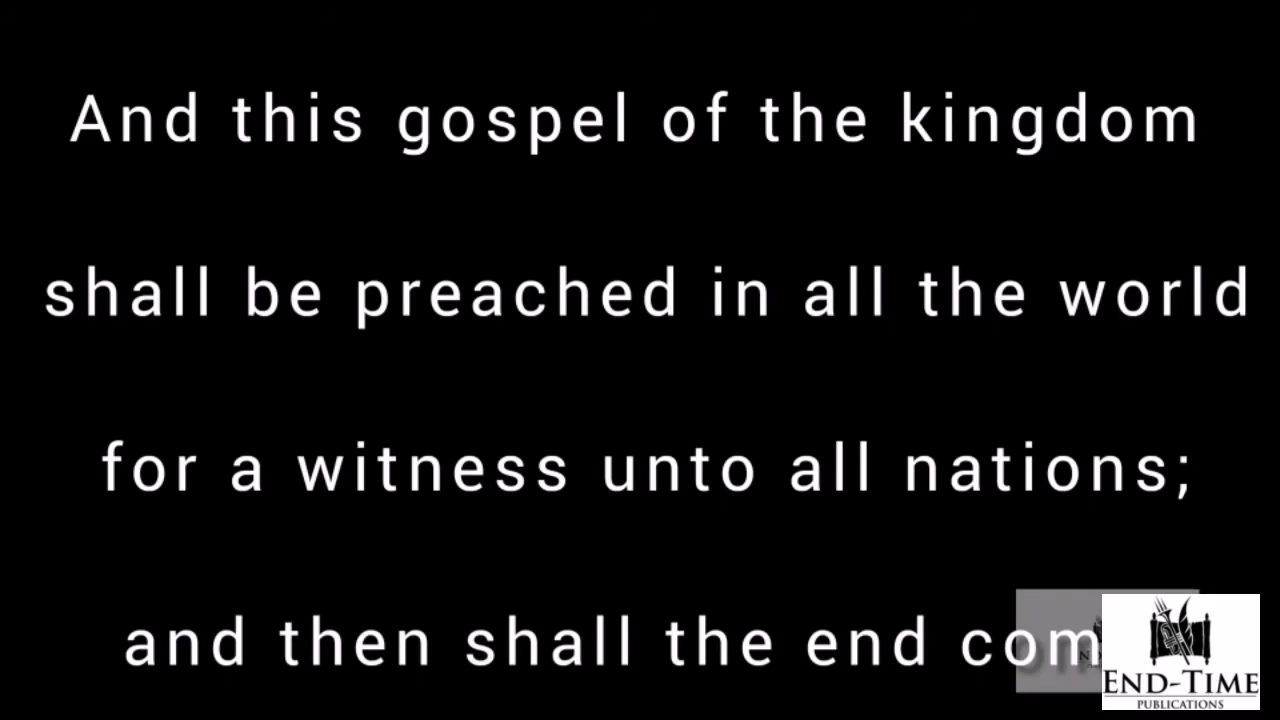 And this gospel of the kingdom
shall be preached in all the world
for a witness unto all nations;
and then shall the end com
END-TIME
PUBLICATIONS